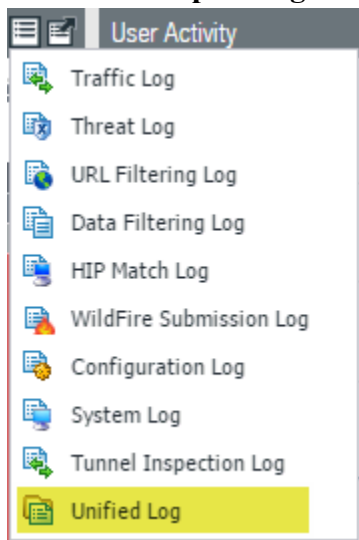 User Activity
Traffic Log
Threat Log
URL Filtering Log
Data Filtering Log
HIP Match Log
WildFire Submission Log
Configuration Log
System Log
Tunnel Inspection Log
Unified Log